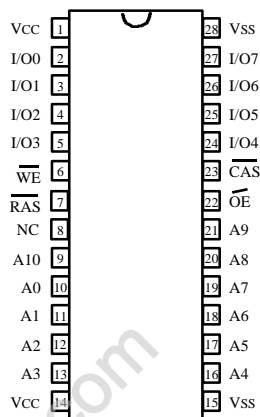 VCC 1 28 VSS
I/O0 2 27 I/O7
I/O1 3 26 I/O6
I/O2 4 25 I/O5
I/O3 5 24 I/O4
WE 6 23 CAS
RAS 7 22 OE
NC 8 21 A9
A10 9 20 A8
A0 10 19 A7
A1 11 18 A6
A2 12 17 A5
A3 13 16 A4
VCC 14 15 VSS
com